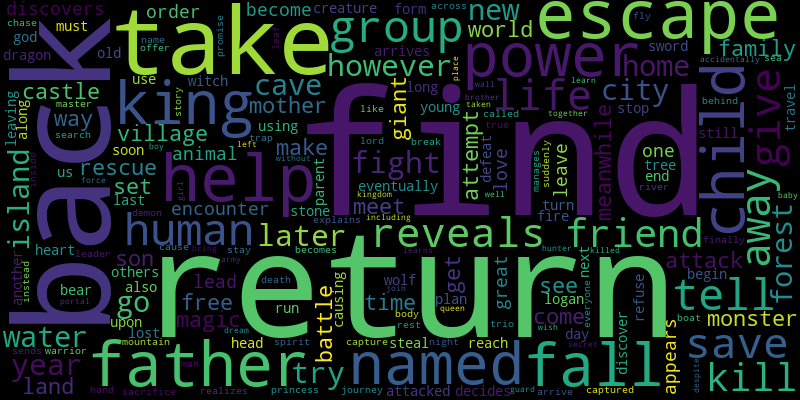 discovers
chase
god
dragon
must
old
order
offer
name
witch
promise
take
become
creature
form
across
group
arrives
new
world
sword
escape
fly
accidentally
sea
family
however
power
home
back
castle
master
way
search
story
boy
king
cave
mother
use
using
along
leaving
village
soon
animal
trap
left
without
make
long
like
young
giant
lord
break
brother
taken
called
true
life
wall
learn
together
city
stop
behind
still
child
give
travel
place
us
rescue
set
last
girl
help
parent
find
fight
attempt
defeat
love
manages
suddenly
well
leave
meanwhile
one
tree
end
river
island
inside
force
encounter
stone
demon
eventually
kingdom
meet
including
turn
fire
away
forest
baby
human
later
explains
reveals
friend
heart
son
cause
becomes
stay
hunter
killed
finally
another
instead
others
bear
also
portal
leader
upon
go
lead
army
death
run
return
learns
wolf
join
get
great
see
next
everyone
attack
begin
tell
boat
water
lost
free
magic
dream
spirit
battle
causing
time
plan
body
queen
rest
trio
logan
come
day
wish
refuse
discover
monster
save
sends
warrior
mountain
head
capture
steal
night
reach
secret
appears
despite
year
land
hand
father
man
sacrifice
realizes
try
princess
named
journey
attacked
decides
guard
fall
arrive
captured
kill